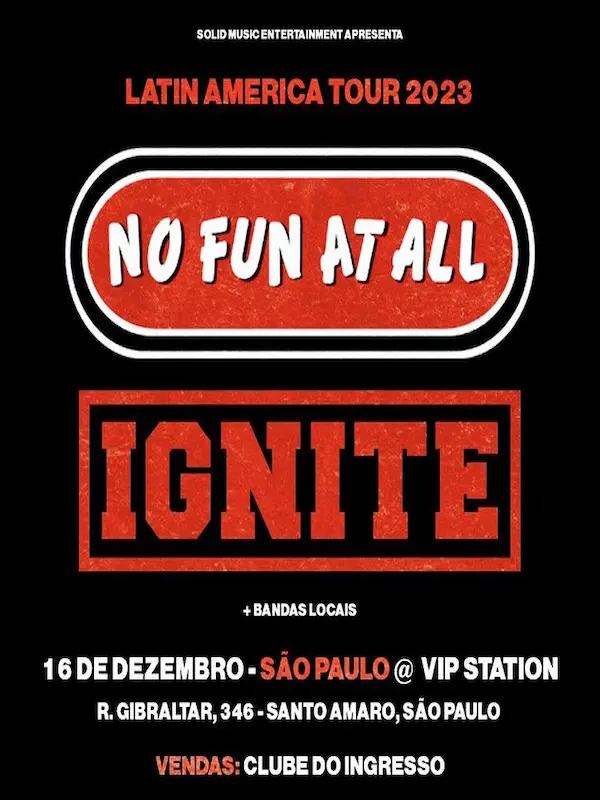 SOLID MUSIC ENTERTAINMENT APRESENTA
LATIN AMERICA TOUR 2023
NO FUN AT ALL
IGNITE
+ BANDAS LOCAIS
16 DE DEZEMBRO - SÃO PAULO @ VIP STATION
R. GIBRALTAR, 346 - SANTO AMARO, SÃO PAULO
VENDAS: CLUBE DO INGRESSO